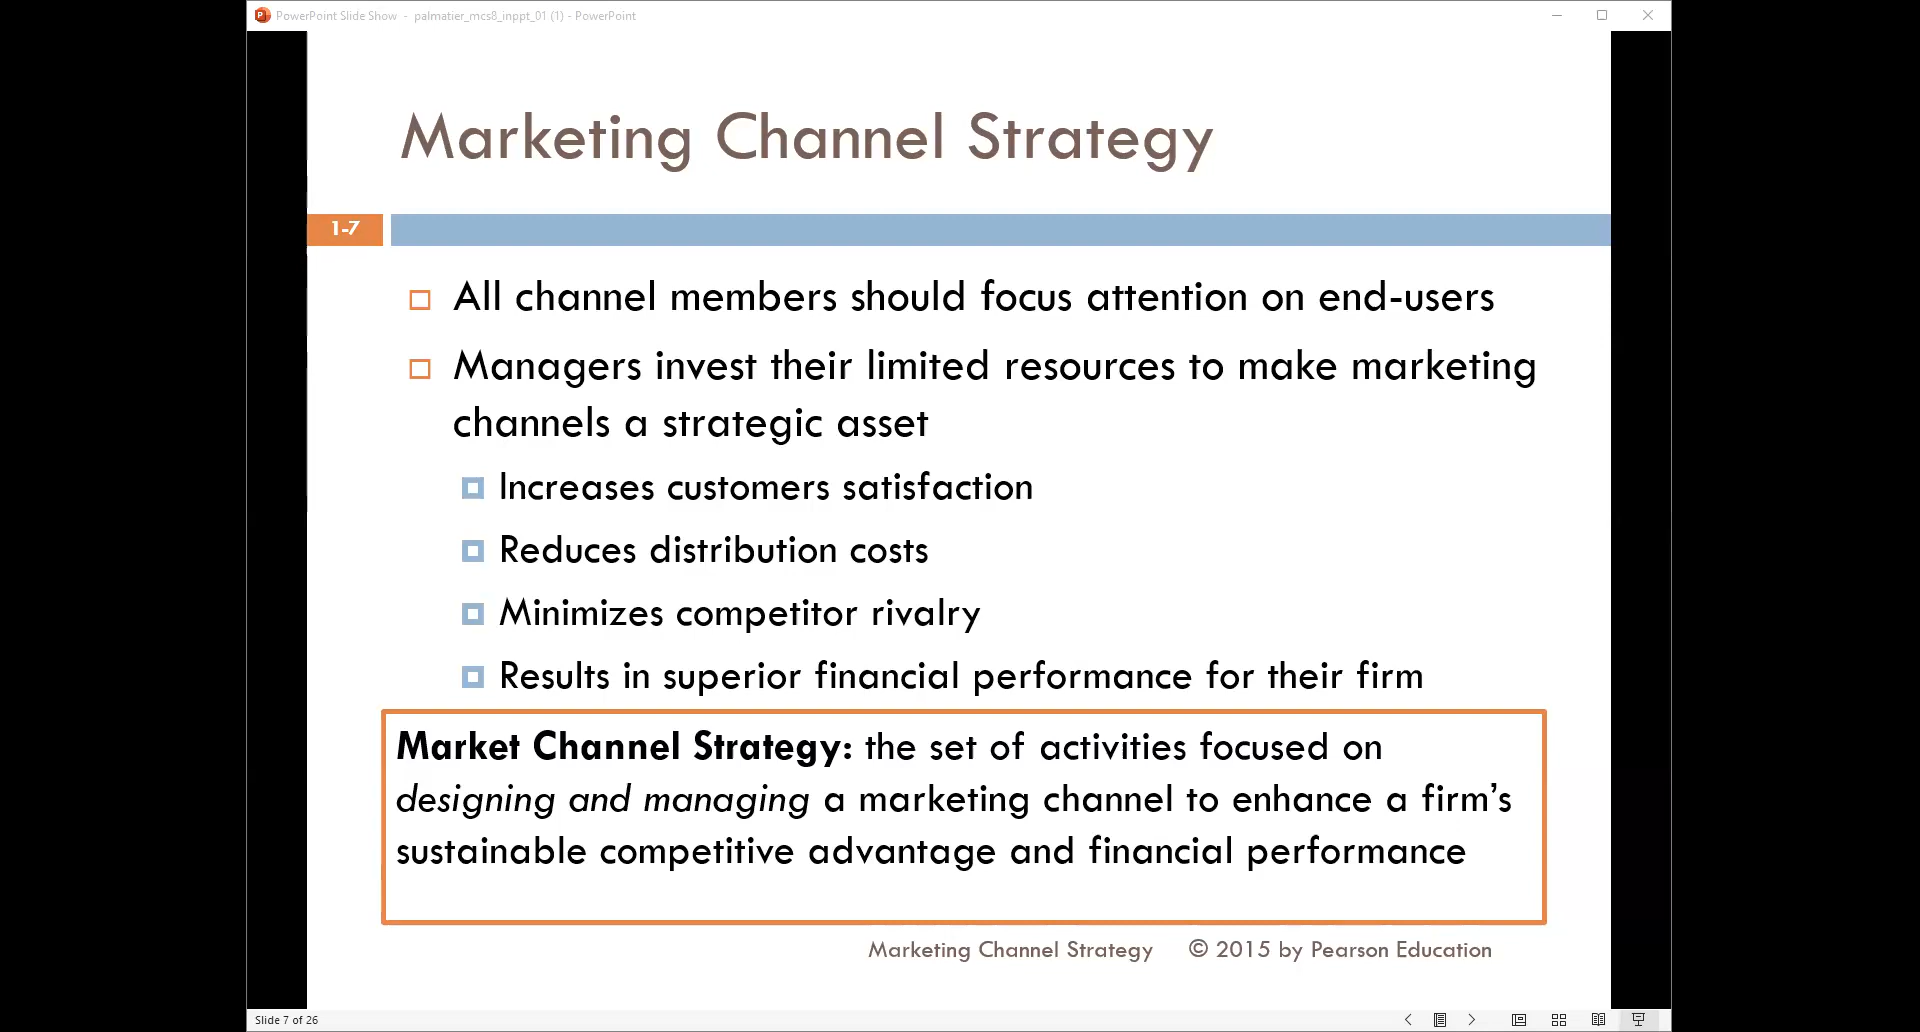 PowerPoint Slide Show - palmatier_mcs8_inppt_01 (1) - PowerPoint
Marketing Channel Strategy
1-7
All channel members should focus attention on end-users
Managers invest their limited resources to make marketing
channels a strategic asset
Increases customers satisfaction
Reduces distribution costs
Minimizes competitor rivalry
Results in superior financial performance for their firm
Market Channel Strategy: the set of activities focused on
designing and managing a marketing channel to enhance a firm’s
sustainable competitive advantage and financial performance
Marketing Channel Strategy © 2015 by Pearson Education
Slide 7 of 26